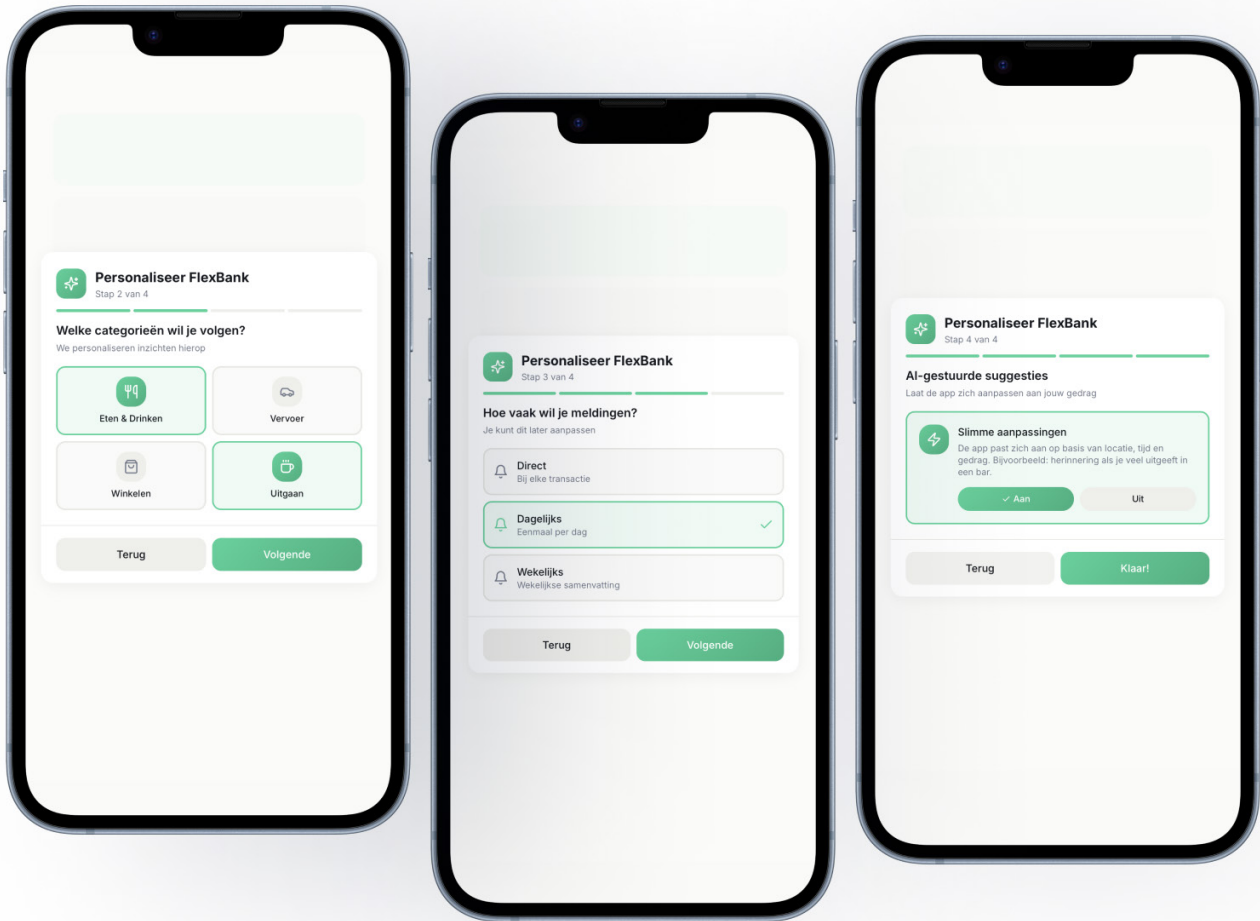 Personaliseer FlexBank
Stap 2 van 4
Welke categorieën wil je volgen?
We personaliseren inzichten hierop
Eten & Drinken
Vervoer
Winkelen
Uitgaan
Terug
Volgende
Personaliseer FlexBank
Stap 3 van 4
Hoe vaak wil je meldingen?
Je kunt dit later aanpassen
Direct
Bij elke transactie
Dagelijks
Eenmaal per dag
Wekelijks
Wekelijkse samenvatting
Terug
Volgende
Personaliseer FlexBank
Stap 4 van 4
AI-gestuurde suggesties
Laat de app zich aanpassen aan jouw gedrag
Slimme aanpassingen
De app past zich aan op basis van locatie, tijd en
gedrag. Bijvoorbeeld: herinnering als je veel uitgeeft in
een bar.
✓ Aan
Uit
Terug
Klaar!